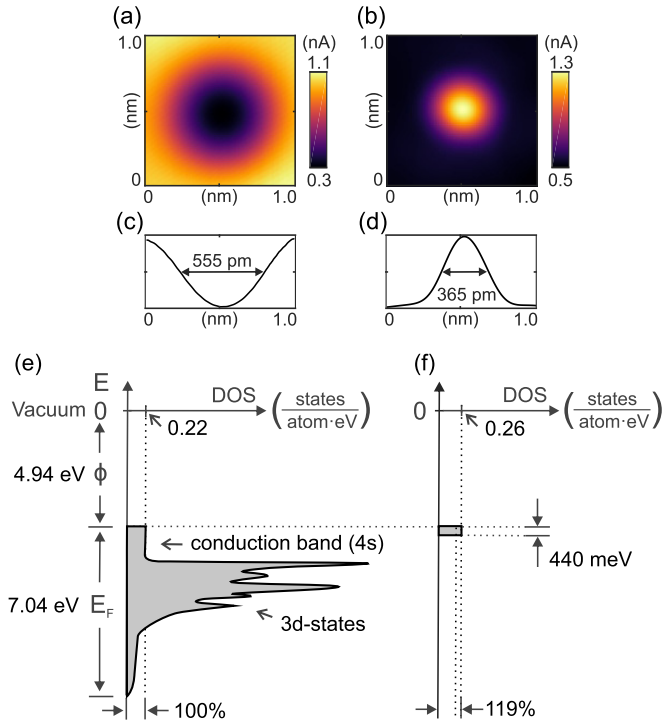 (a)
1.0
(nm)
0
0
(nm)
1.0
(nA)
1.1
0.3
(b)
1.0
(nm)
0
0
(nm)
1.0
(nA)
1.3
0.5
(c)
555 pm
0
(nm)
1.0
(d)
365 pm
0
(nm)
1.0
(e)
E
Vacuum 0
DOS (states/atom·eV)
0.22
4.94 eV ϕ
conduction band (4s)
7.04 eV E_F
3d-states
100%
(f)
0
DOS (states/atom·eV)
0.26
440 meV
119%